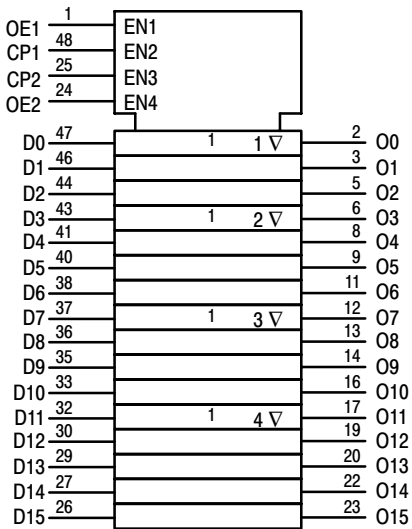 OE1 1 EN1
CP1 48 EN2
CP2 25 EN3
OE2 24 EN4
D0 47 1 1 ∇ 2 O0
D1 46 3 O1
D2 44 5 O2
D3 43 1 2 ∇ 6 O3
D4 41 8 O4
D5 40 9 O5
D6 38 11 O6
D7 37 1 3 ∇ 12 O7
D8 36 13 O8
D9 35 14 O9
D10 33 16 O10
D11 32 1 4 ∇ 17 O11
D12 30 19 O12
D13 29 20 O13
D14 27 22 O14
D15 26 23 O15